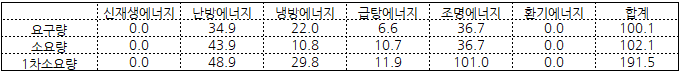 신재생에너지 난방에너지 냉방에너지 급탕에너지 조명에너지 환기에너지 합계
요구량 0.0 34.9 22.0 6.6 36.7 0.0 100.1
소요량 0.0 43.9 10.8 10.7 36.7 0.0 102.1
1차소요량 0.0 48.9 29.8 11.9 101.0 0.0 191.5